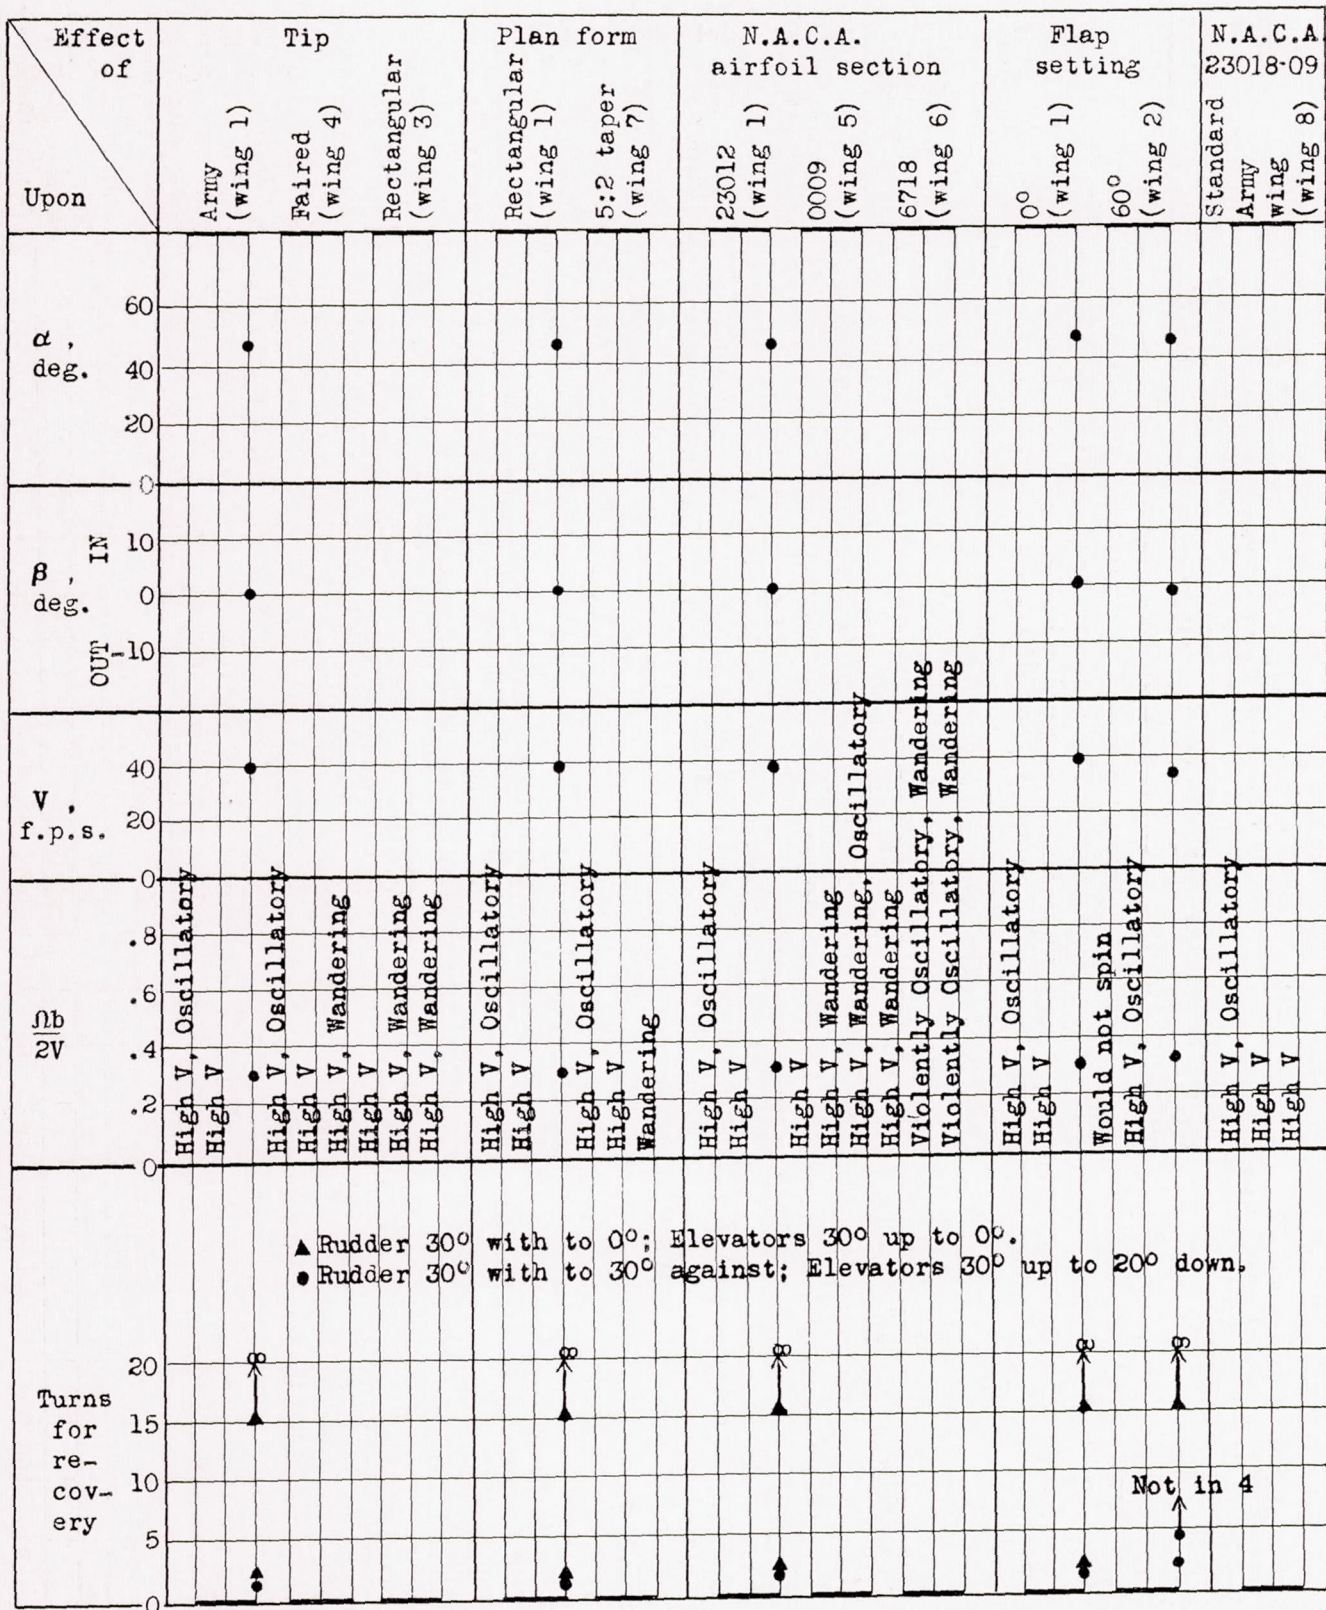 Effect of
Upon
Tip
Plan form
N.A.C.A.
airfoil section
Flap
setting
N.A.C.A.
23018-09
Army
(wing 1)
Faired
(wing 4)
Rectangular
(wing 3)
Rectangular
(wing 1)
5:2 taper
(wing 7)
23012
(wing 1)
0009
(wing 5)
6718
(wing 6)
0°
(wing 1)
60°
(wing 2)
Standard
Army
wing
(wing 8)
α ,
deg.
60
40
20
0
β ,
deg.
IN
OUT
10
0
-10
V ,
f.p.s.
40
20
0
Ωb
2V
.8
.6
.4
.2
0
High V, Oscillatory
High V
High V, Oscillatory
High V
High V, Wandering
High V
High V, Wandering
High V, Wandering
High V, Oscillatory
High V
High V, Oscillatory
High V
Wandering
High V, Oscillatory
High V
High V
High V, Wandering
High V, Wandering, Oscillatory
High V, Wandering
Violently Oscillatory, Wandering
Violently Oscillatory, Wandering
High V, Oscillatory
High V
Would not spin
High V, Oscillatory
High V, Oscillatory
High V
High V
▲ Rudder 30° with to 0°; Elevators 30° up to 0°.
● Rudder 30° with to 30° against; Elevators 30° up to 20° down.
Turns
for
re-
cov-
ery
20
15
10
5
0
∞
∞
∞
∞
∞
Not in 4